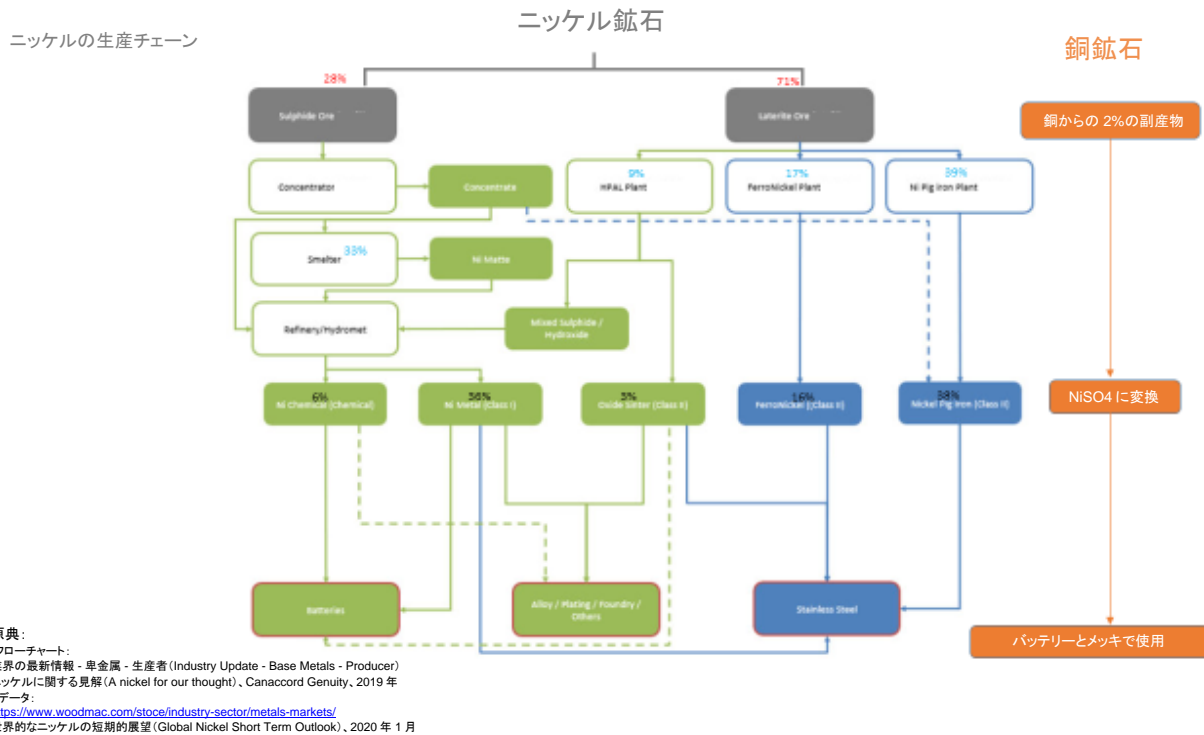 ニッケル鉱石
ニッケルの生産チェーン
銅鉱石
28%
71%
Sulphide Ore
Laterite Ore
銅からの 2%の副産物
Concentrator
Concentrate
9%
HPAL Plant
17%
FerroNickel Plant
39%
Ni Pig Iron Plant
Smelter
33%
Ni Matte
Refinery/Hydromet
Mixed Sulphide /
Hydroxide
6%
Ni Chemical (Chemical)
36%
Ni Metal (Class I)
3%
Oxide Sinter (Class II)
16%
FerroNickel (Class II)
38%
Nickel Pig Iron (Class II)
NiSO4 に変換
Batteries
Alloy / Plating / Foundry /
Others
Stainless Steel
バッテリーとメッキで使用
典:
フローチャート:
界の最新情報 - 卑金属 - 生産者(Industry Update - Base Metals - Producer)
ッケルに関する見解(A nickel for our thought)、Canaccord Genuity、2019 年
データ:
tps://www.woodmac.com/stoce/industry-sector/metals-markets/
界的なニッケルの短期的展望(Global Nickel Short Term Outlook)、2020 年 1 月